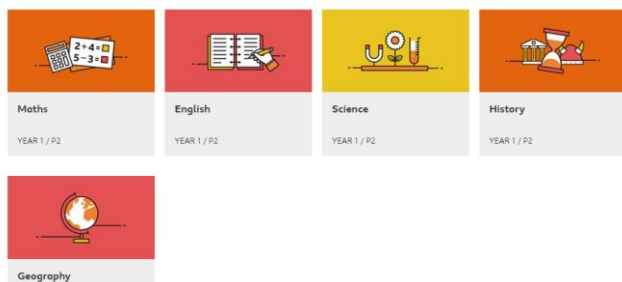 2+4=
5-3=
Maths
YEAR 1 / P2
English
YEAR 1 / P2
Science
YEAR 1 / P2
History
YEAR 1 / P2
Geography